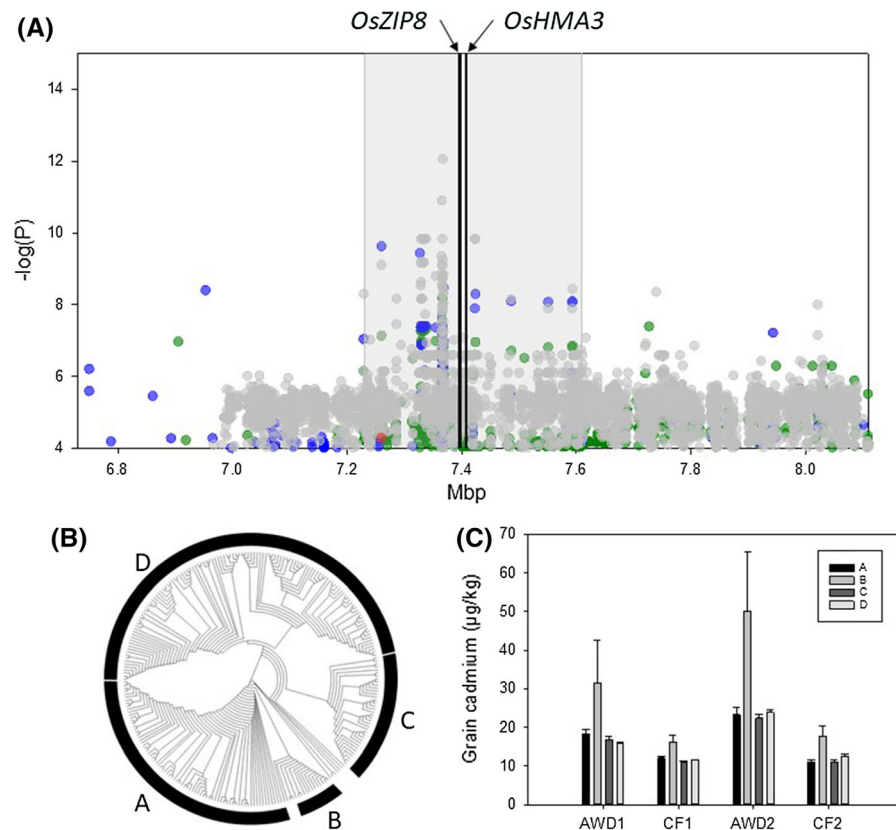 (A)
OsZIP8 OsHMA3
14
12
10
8
6
4
-log(P)
6.8 7.0 7.2 7.4 7.6 7.8 8.0
Mbp
(B)
D
C
A
B
(C)
70
60
50
40
30
20
10
0
Grain cadmium (µg/kg)
A
B
C
D
AWD1 CF1 AWD2 CF2